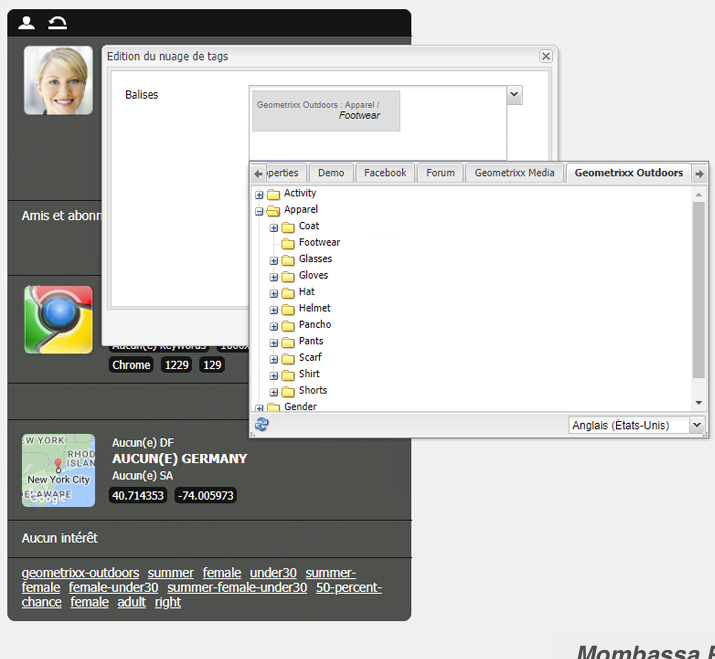 Edition du nuage de tags
Balises
Geometrixx Outdoors : Apparel /
Footwear
perties Demo Facebook Forum Geometrixx Media Geometrixx Outdoors
Activity
Apparel
Coat
Footwear
Glasses
Gloves
Hat
Helmet
Pancho
Pants
Scarf
Shirt
Shorts
Gender
Anglais (États-Unis)
Amis et abonn
Aucun(e) Keywords
Chrome 1229 129
W YORK
RHOD
ISLAN
New York City
DELAWARE
Google
Aucun(e) DF
AUCUN(E) GERMANY
Aucun(e) SA
40.714353 -74.005973
Aucun intérêt
geometrixx-outdoors summer female under30 summer-
female female-under30 summer-female-under30 50-percent-
chance female adult right
Mombassa